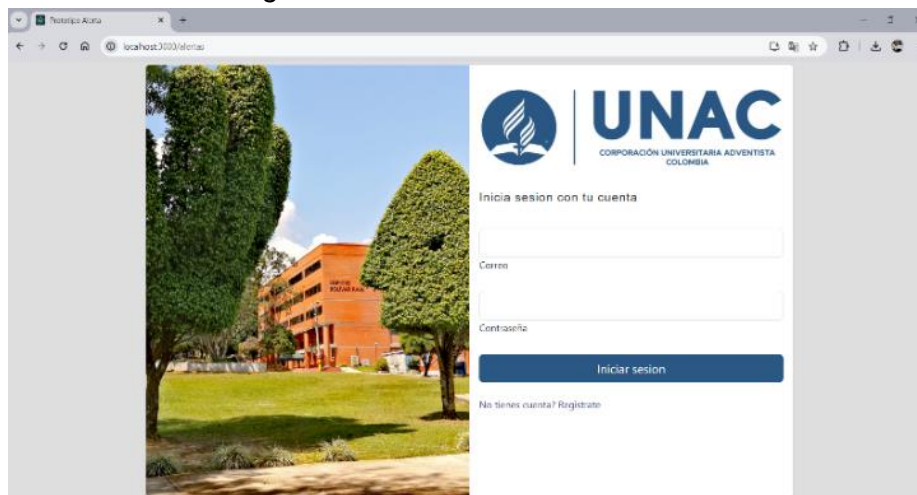 Prototipo Alerta
localhost:3000/alertas
UNAC
CORPORACIÓN UNIVERSITARIA ADVENTISTA
COLOMBIA
Inicia sesion con tu cuenta
Correo
Contraseña
Iniciar sesion
No tienes cuenta? Registrate